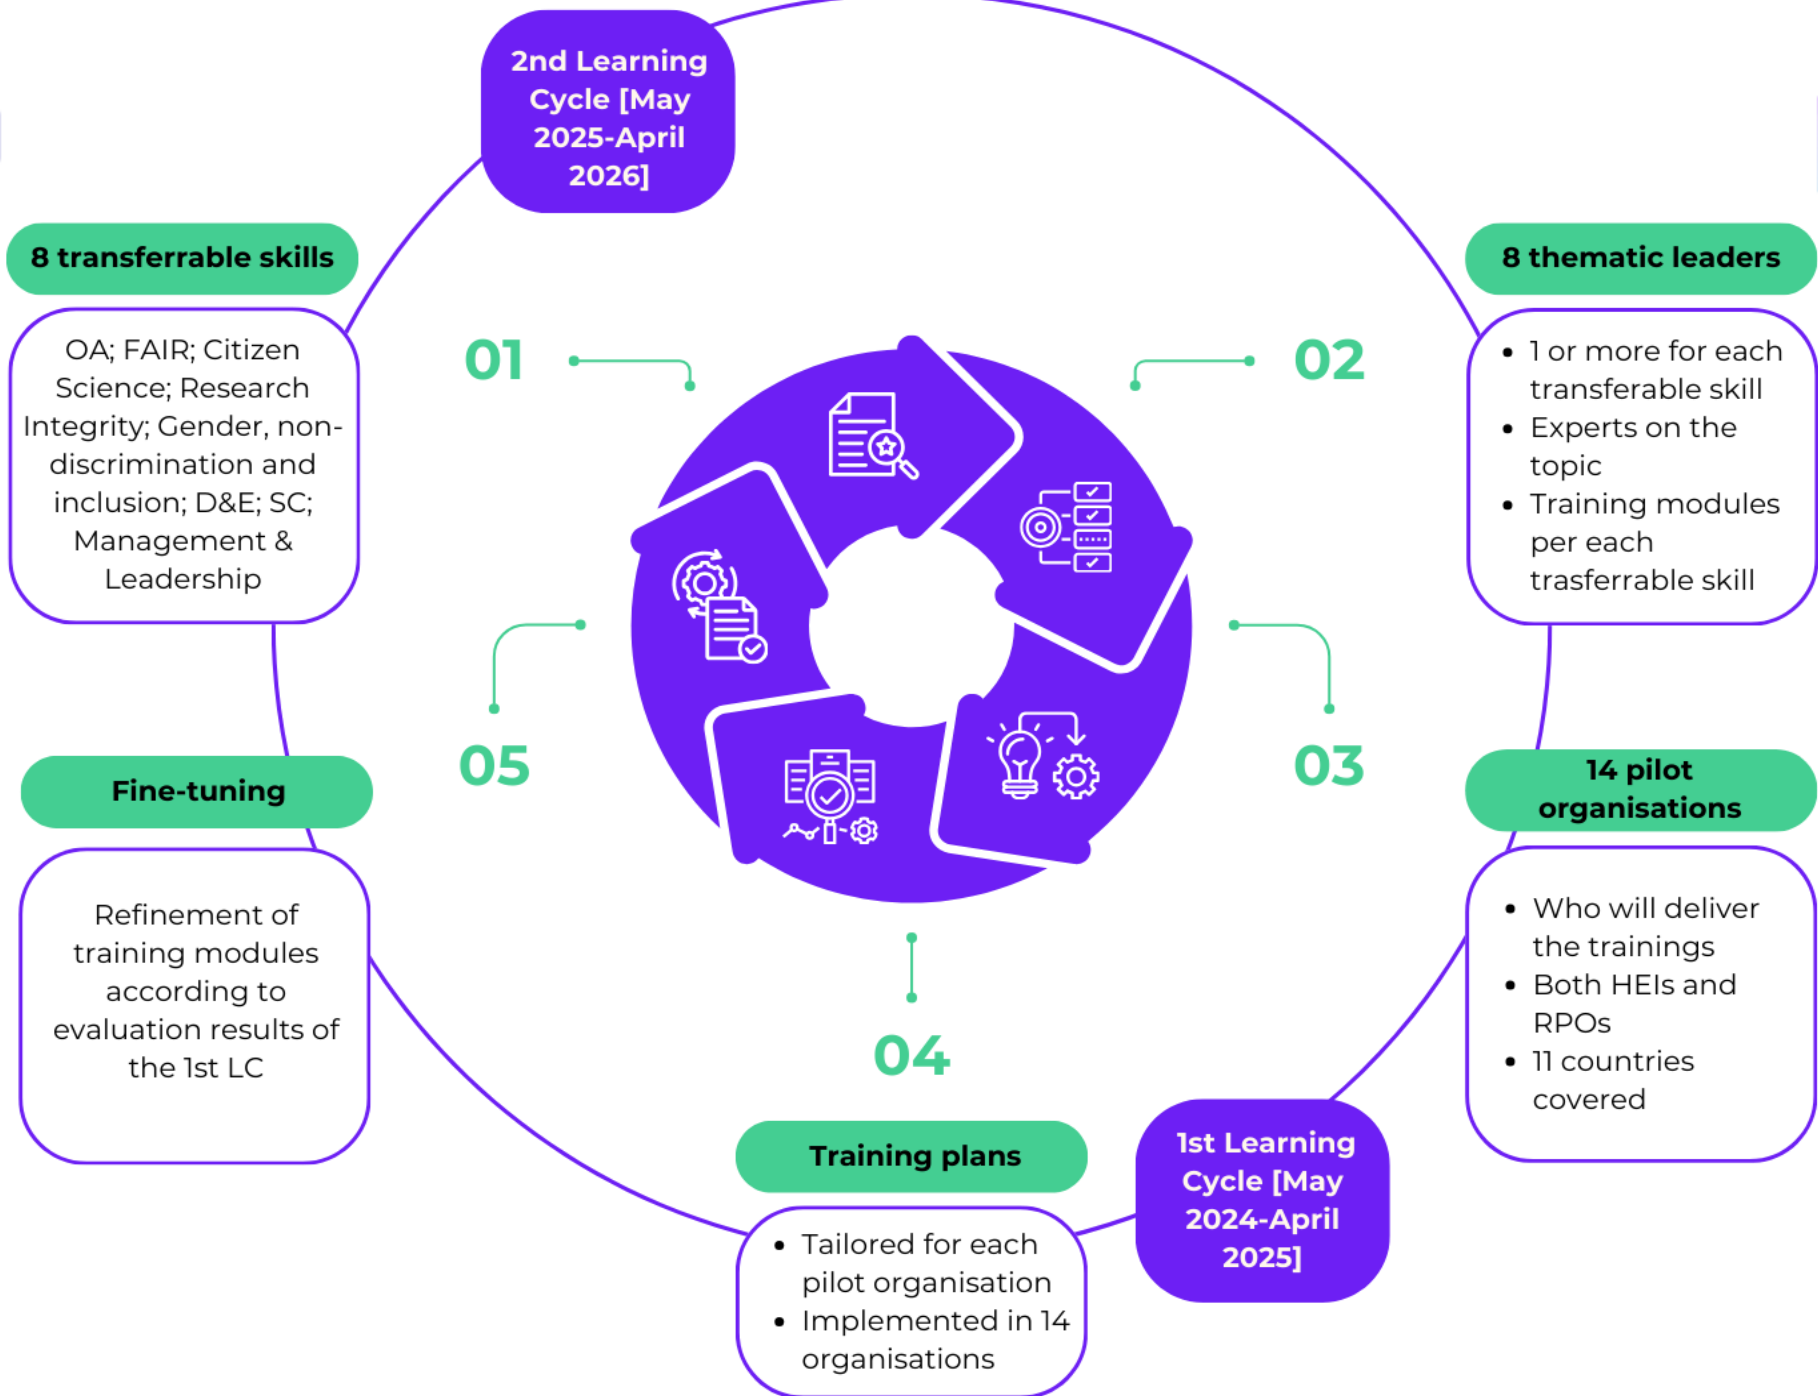 2nd Learning
Cycle [May
2025-April
2026]
8 transferrable skills
OA; FAIR; Citizen
Science; Research
Integrity; Gender, non-
discrimination and
inclusion; D&E; SC;
Management &
Leadership
01
02
8 thematic leaders
• 1 or more for each
transferable skill
• Experts on the
topic
• Training modules
per each
trasferrable skill
03
14 pilot
organisations
• Who will deliver
the trainings
• Both HEIs and
RPOs
• 11 countries
covered
1st Learning
Cycle [May
2024-April
2025]
04
Training plans
• Tailored for each
pilot organisation
• Implemented in 14
organisations
05
Fine-tuning
Refinement of
training modules
according to
evaluation results of
the 1st LC